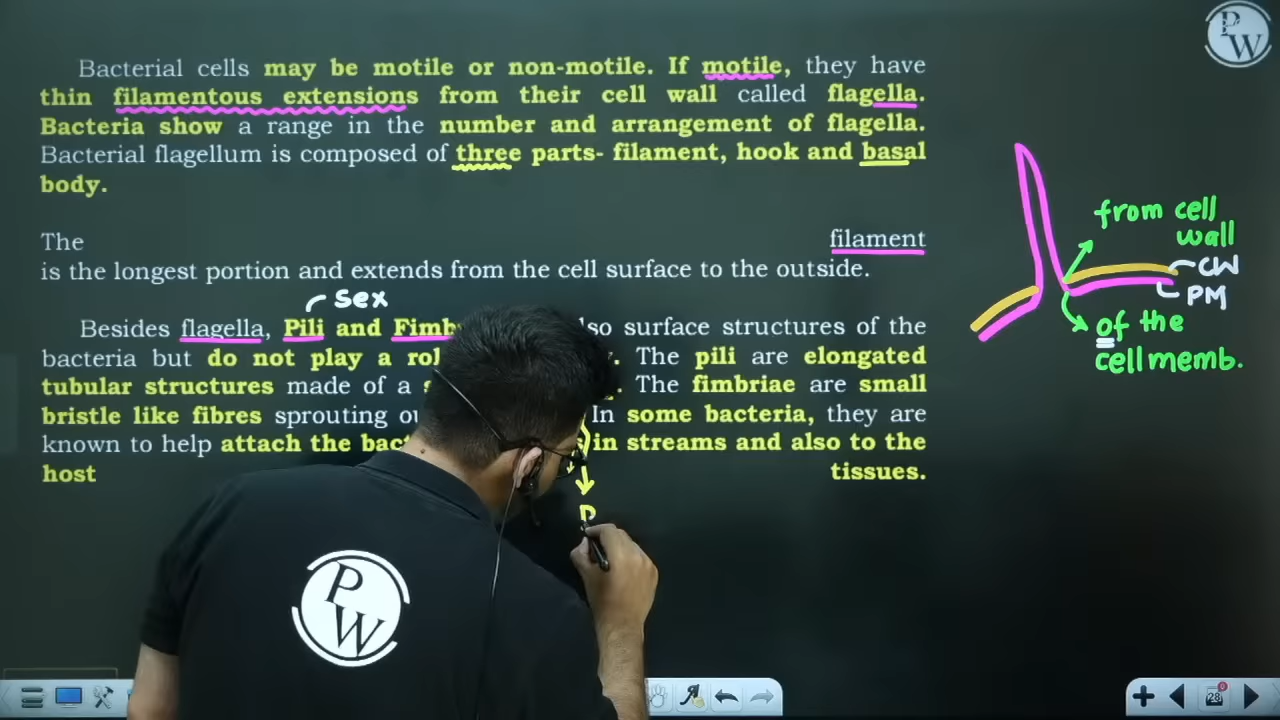 Bacterial cells may be motile or non-motile. If motile, they have
thin filamentous extensions from their cell wall called flagella.
Bacteria show a range in the number and arrangement of flagella.
Bacterial flagellum is composed of three parts- filament, hook and basal
body.
The filament
is the longest portion and extends from the cell surface to the outside.
Sex
Besides flagella, Pili and surface structures of the
bacteria but do not play a The pili are elongated
tubular structures made of a The fimbriae are small
bristle like fibres sprouting In some bacteria, they are
known to help attach the in streams and also to the
host tissues.
from cell
wall
CW
PM
of the
cell memb.
PW
PW
28